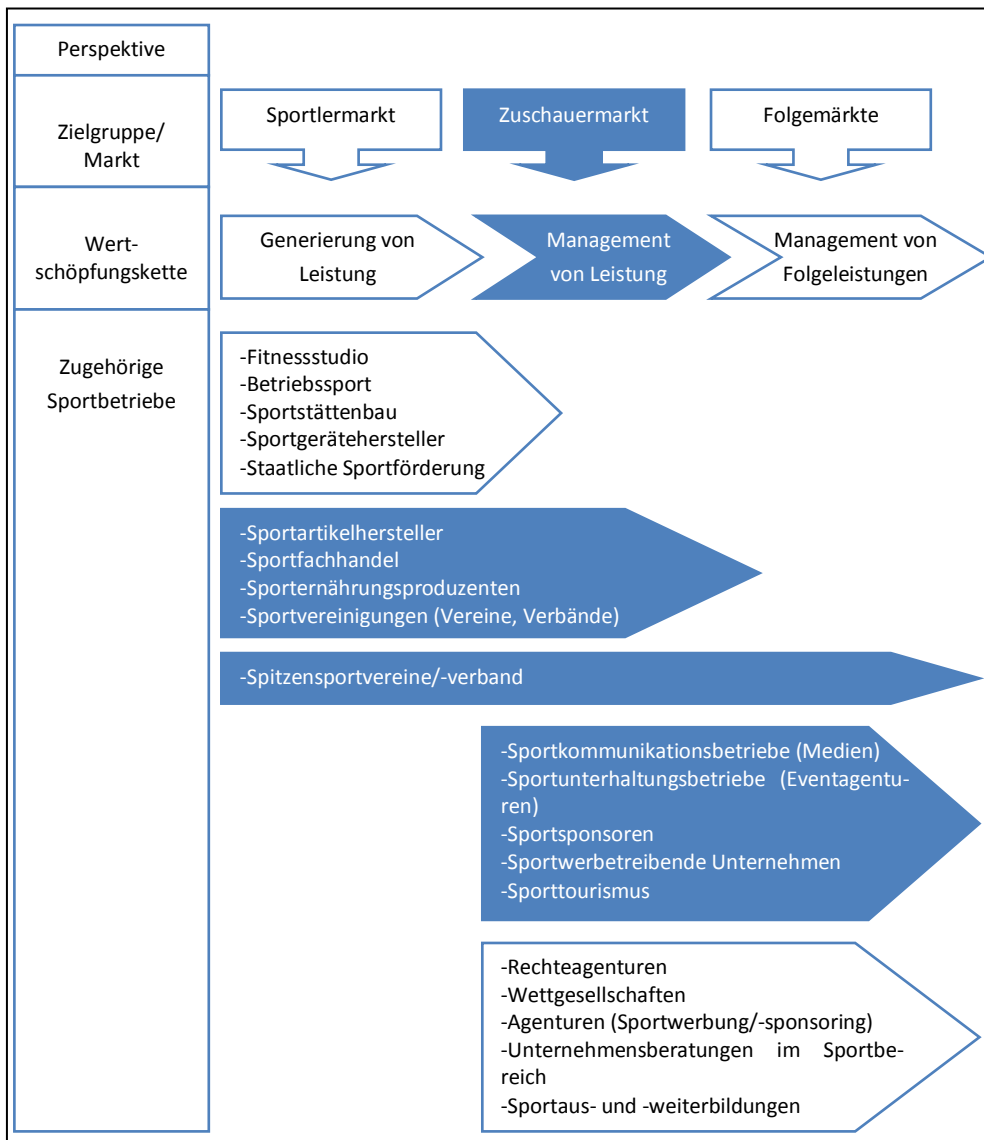 Perspektive
Zielgruppe/
Markt
Sportlermarkt
Zuschauermarkt
Folgemärkte
Wert-
schöpfungskette
Generierung von
Leistung
Management
von Leistung
Management von
Folgeleistungen
Zugehörige
Sportbetriebe
-Fitnessstudio
-Betriebssport
-Sportstättenbau
-Sportgerätehersteller
-Staatliche Sportförderung
-Sportartikelhersteller
-Sportfachhandel
-Sporternährungsproduzenten
-Sportvereinigungen (Vereine, Verbände)
-Spitzensportvereine/-verband
-Sportkommunikationsbetriebe (Medien)
-Sportunterhaltungsbetriebe (Eventagentu-
ren)
-Sportsponsoren
-Sportwerbetreibende Unternehmen
-Sporttourismus
-Rechteagenturen
-Wettgesellschaften
-Agenturen (Sportwerbung/-sponsoring)
-Unternehmensberatungen im Sportbe-
reich
-Sportaus- und -weiterbildungen